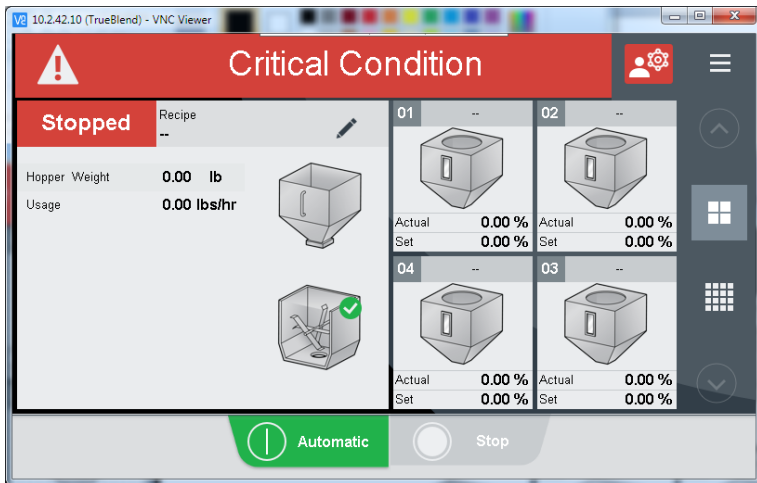 10.2.42.10 (TrueBlend) - VNC Viewer
Critical Condition
Stopped
Recipe
--
Hopper Weight 0.00 lb
Usage 0.00 lbs/hr
01 --
Actual 0.00 %
Set 0.00 %
02 --
Actual 0.00 %
Set 0.00 %
04 --
Actual 0.00 %
Set 0.00 %
03 --
Actual 0.00 %
Set 0.00 %
Automatic
Stop